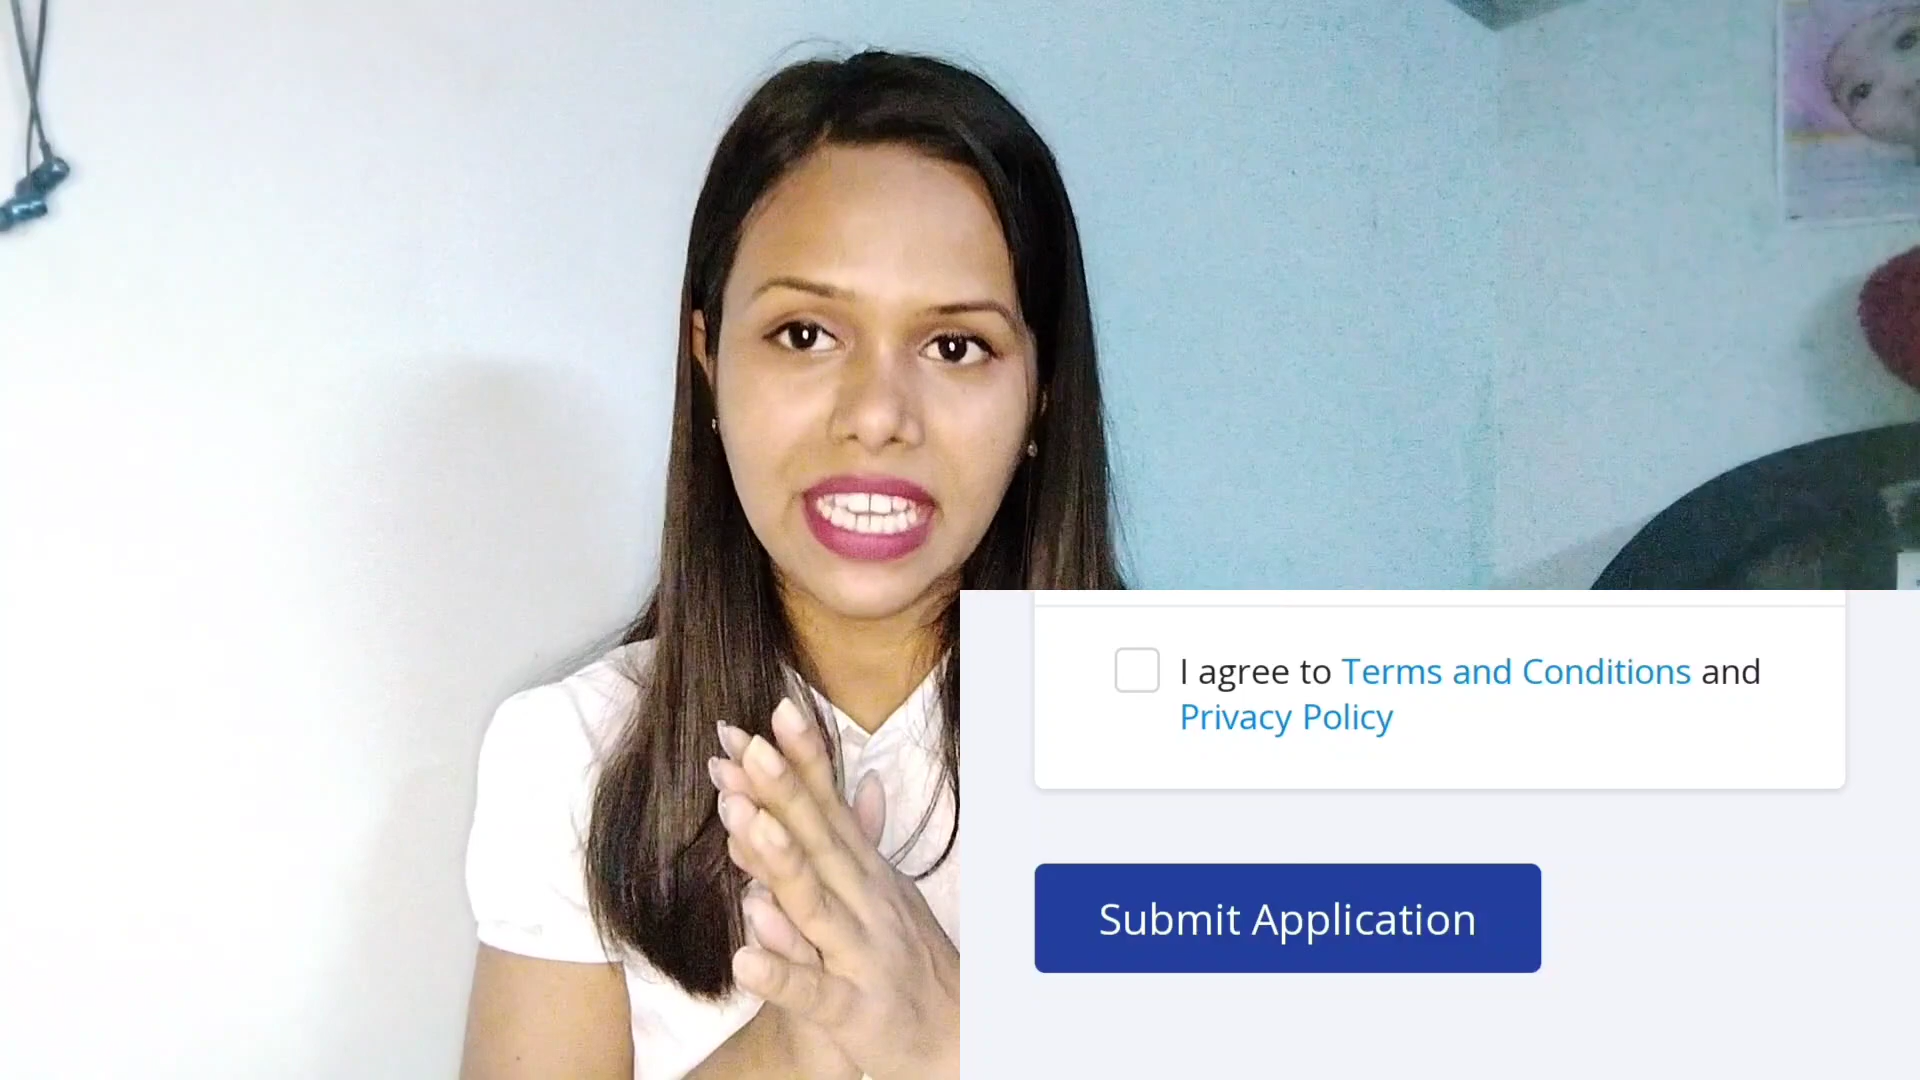 I agree to Terms and Conditions and
Privacy Policy
Submit Application